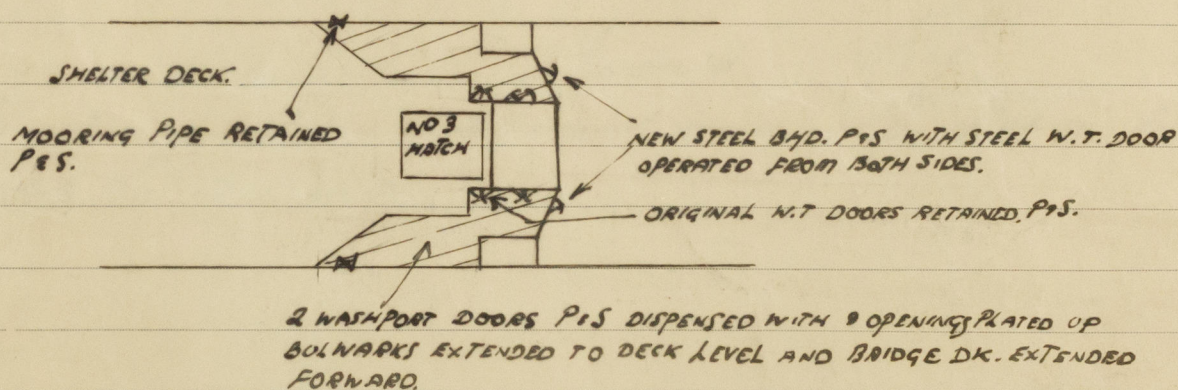 SHELTER DECK.
MOORING PIPE RETAINED
P & S.
NO 3
HATCH
NEW STEEL BHD. P&S WITH STEEL W.T. DOOR
OPERATED FROM BOTH SIDES.
ORIGINAL W.T DOORS RETAINED. P&S.
2 WASHPORT DOORS P&S DISPENSED WITH & OPENINGS PLATED UP
BULWARKS EXTENDED TO DECK LEVEL AND BRIDGE DK. EXTENDED
FORWARD.